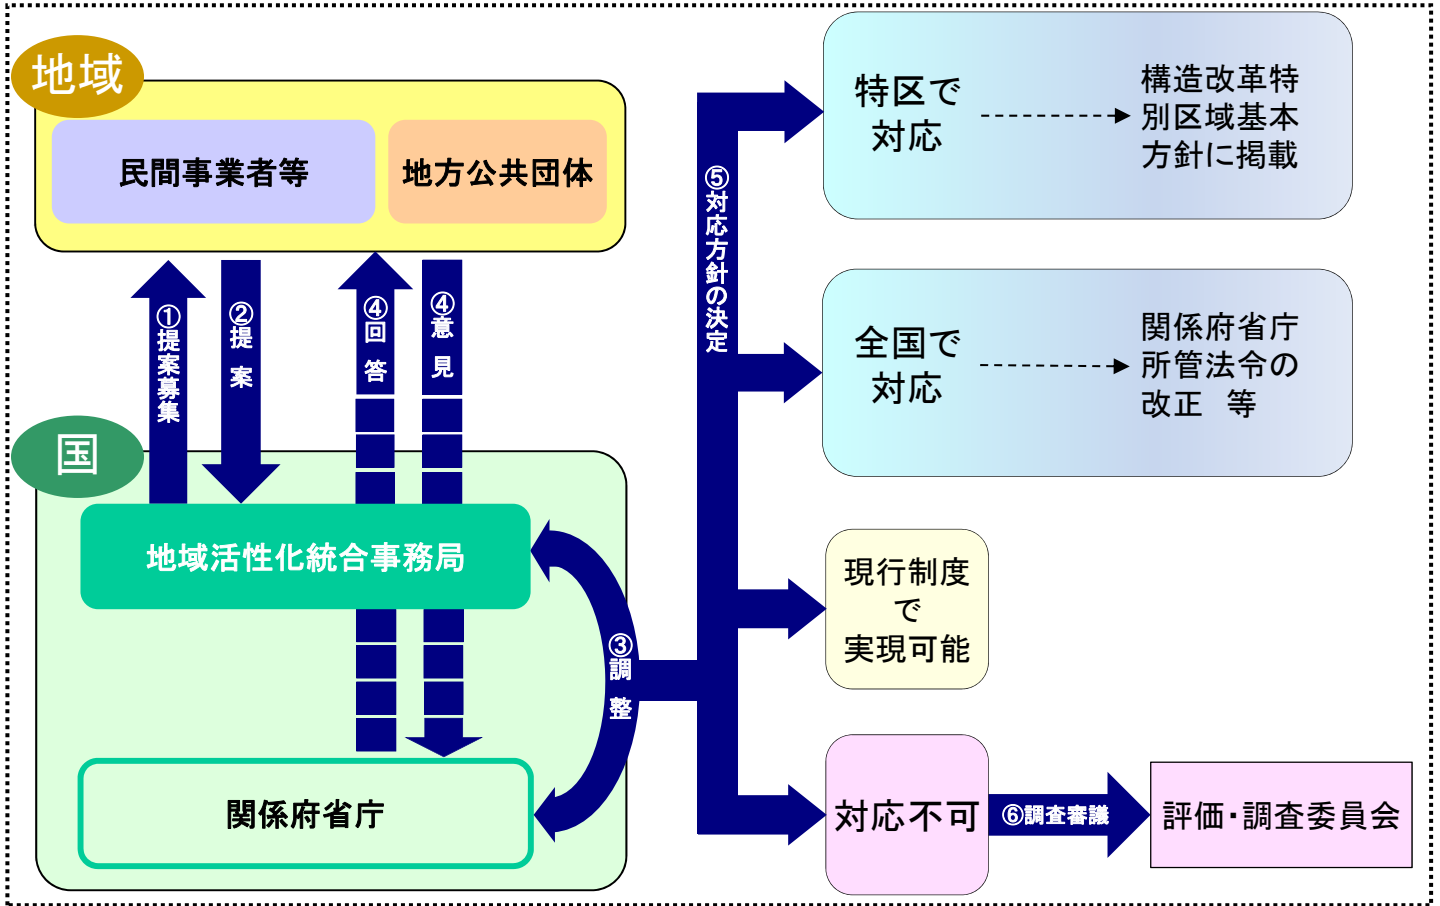 地域
民間事業者等
地方公共団体
①提案募集
②提案
④回答
④意見
国
地域活性化統合事務局
関係府省庁
③調整
⑤対応方針の決定
特区で
対応
構造改革特
別区域基本
方針に掲載
全国で
対応
関係府省庁
所管法令の
改正　等
現行制度
で
実現可能
対応不可
⑥調査審議
評価・調査委員会